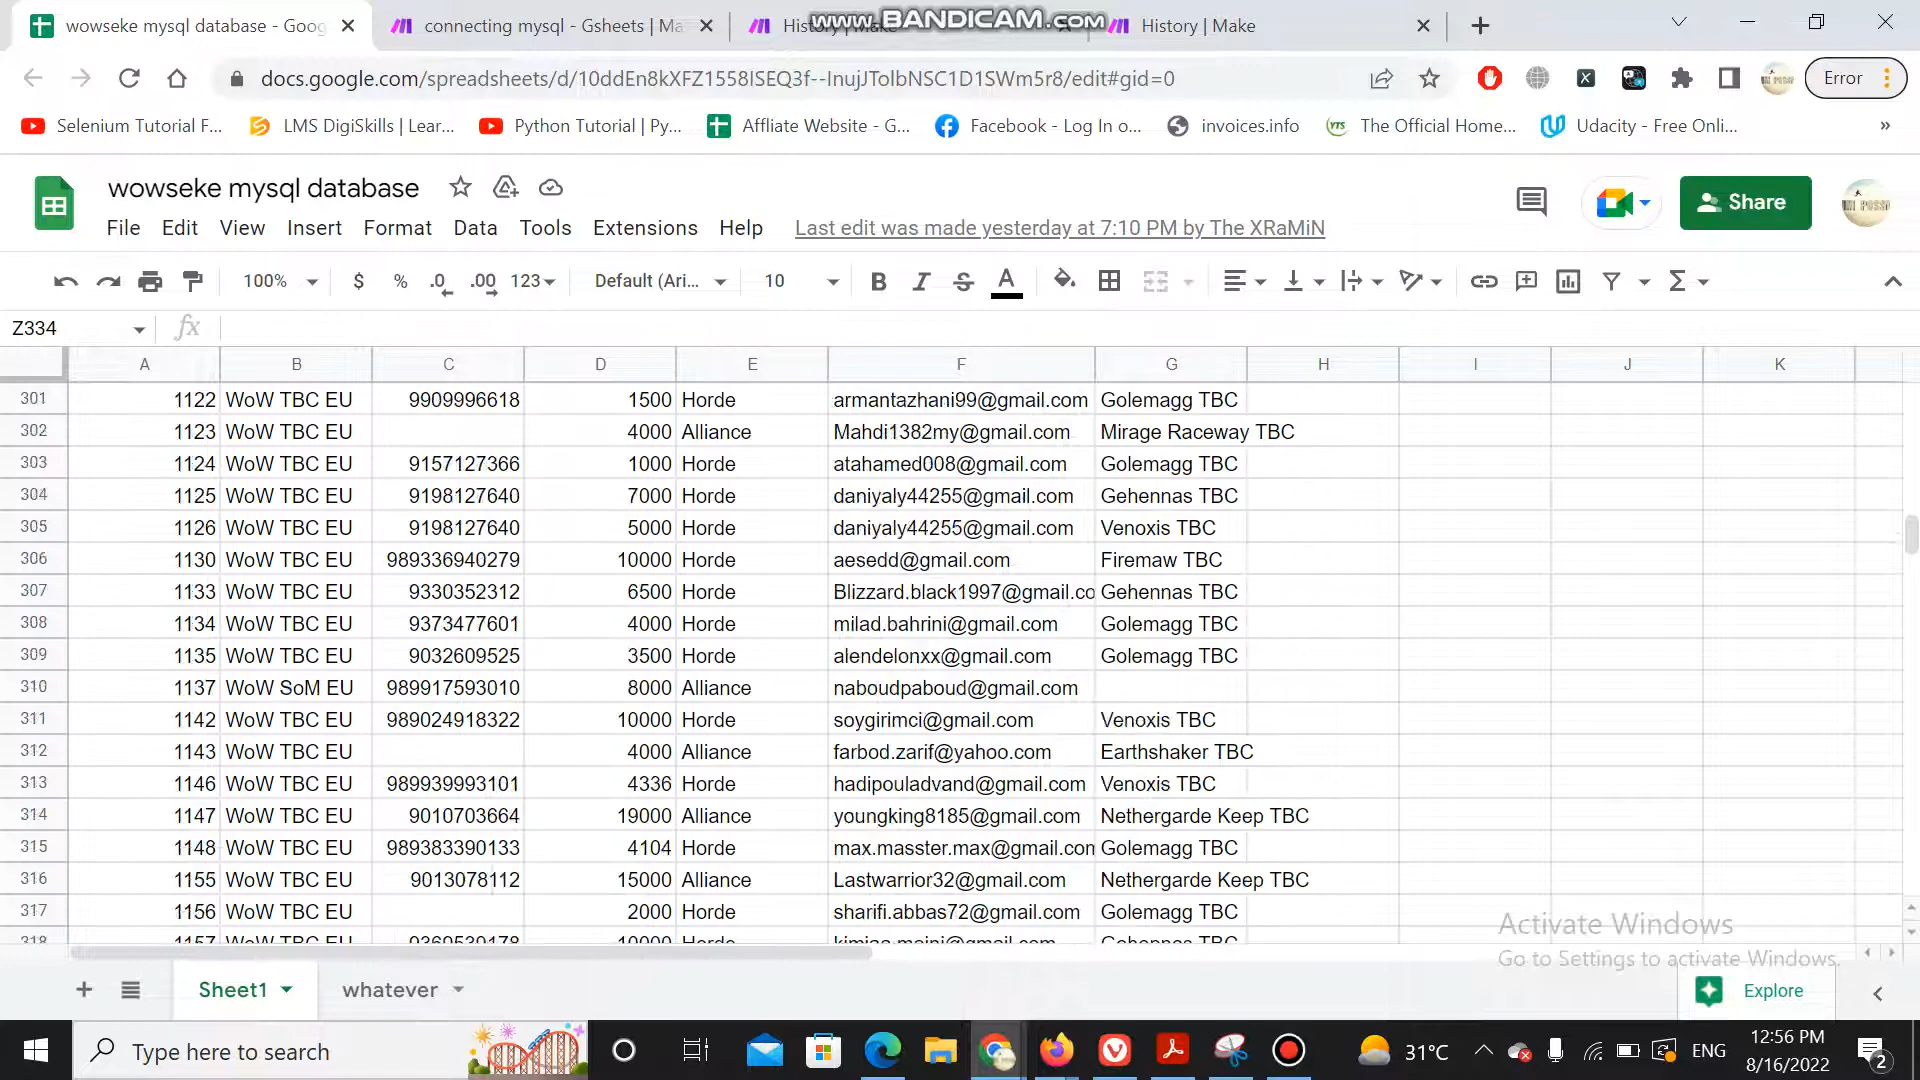 wowseke mysql database - Goog
connecting mysql - Gsheets | Ma
History | Make
History | Make
www.BANDICAM.com
docs.google.com/spreadsheets/d/10ddEn8kXFZ1558ISEQ3f--InujJTolbNSC1D1SWm5r8/edit#gid=0
Error
Selenium Tutorial F...
LMS DigiSkills | Lear...
Python Tutorial | Py...
Affliate Website - G...
Facebook - Log In o...
invoices.info
The Official Home...
Udacity - Free Onli...
»
wowseke mysql database
Share
File Edit View Insert Format Data Tools Extensions Help Last edit was made yesterday at 7:10 PM by The XRaMiN
100% $ % .0 .00 123 Default (Ari... 10 B I S A
Z334 fx
A B C D E F G H I J K
301 1122 WoW TBC EU 9909996618 1500 Horde armantazhani99@gmail.com Golemagg TBC
302 1123 WoW TBC EU 4000 Alliance Mahdi1382my@gmail.com Mirage Raceway TBC
303 1124 WoW TBC EU 9157127366 1000 Horde atahamed008@gmail.com Golemagg TBC
304 1125 WoW TBC EU 9198127640 7000 Horde daniyaly44255@gmail.com Gehennas TBC
305 1126 WoW TBC EU 9198127640 5000 Horde daniyaly44255@gmail.com Venoxis TBC
306 1130 WoW TBC EU 989336940279 10000 Horde aesedd@gmail.com Firemaw TBC
307 1133 WoW TBC EU 9330352312 6500 Horde Blizzard.black1997@gmail.co Gehennas TBC
308 1134 WoW TBC EU 9373477601 4000 Horde milad.bahrini@gmail.com Golemagg TBC
309 1135 WoW TBC EU 9032609525 3500 Horde alendelonxx@gmail.com Golemagg TBC
310 1137 WoW SoM EU 989917593010 8000 Alliance naboudpaboud@gmail.com
311 1142 WoW TBC EU 989024918322 10000 Horde soygirimci@gmail.com Venoxis TBC
312 1143 WoW TBC EU 4000 Alliance farbod.zarif@yahoo.com Earthshaker TBC
313 1146 WoW TBC EU 989939993101 4336 Horde hadipouladvand@gmail.com Venoxis TBC
314 1147 WoW TBC EU 9010703664 19000 Alliance youngking8185@gmail.com Nethergarde Keep TBC
315 1148 WoW TBC EU 989383390133 4104 Horde max.masster.max@gmail.con Golemagg TBC
316 1155 WoW TBC EU 9013078112 15000 Alliance Lastwarrior32@gmail.com Nethergarde Keep TBC
317 1156 WoW TBC EU 2000 Horde sharifi.abbas72@gmail.com Golemagg TBC
318 1157 WoW TBC EU 10000 Horde Gehennas TBC
Activate Windows
Go to Settings to activate Windows.
Sheet1
whatever
Explore
Type here to search
31°C
ENG
12:56 PM
8/16/2022
2